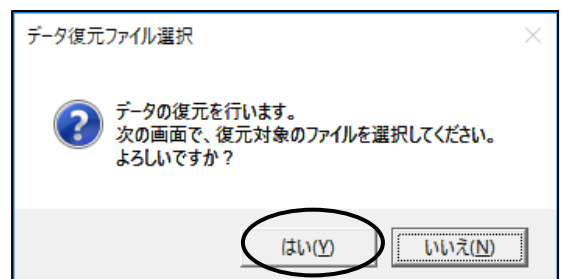 データ復元ファイル選択
データの復元を行います。
次の画面で、復元対象のファイルを選択してください。
よろしいですか？
はい(Y)
いいえ(N)